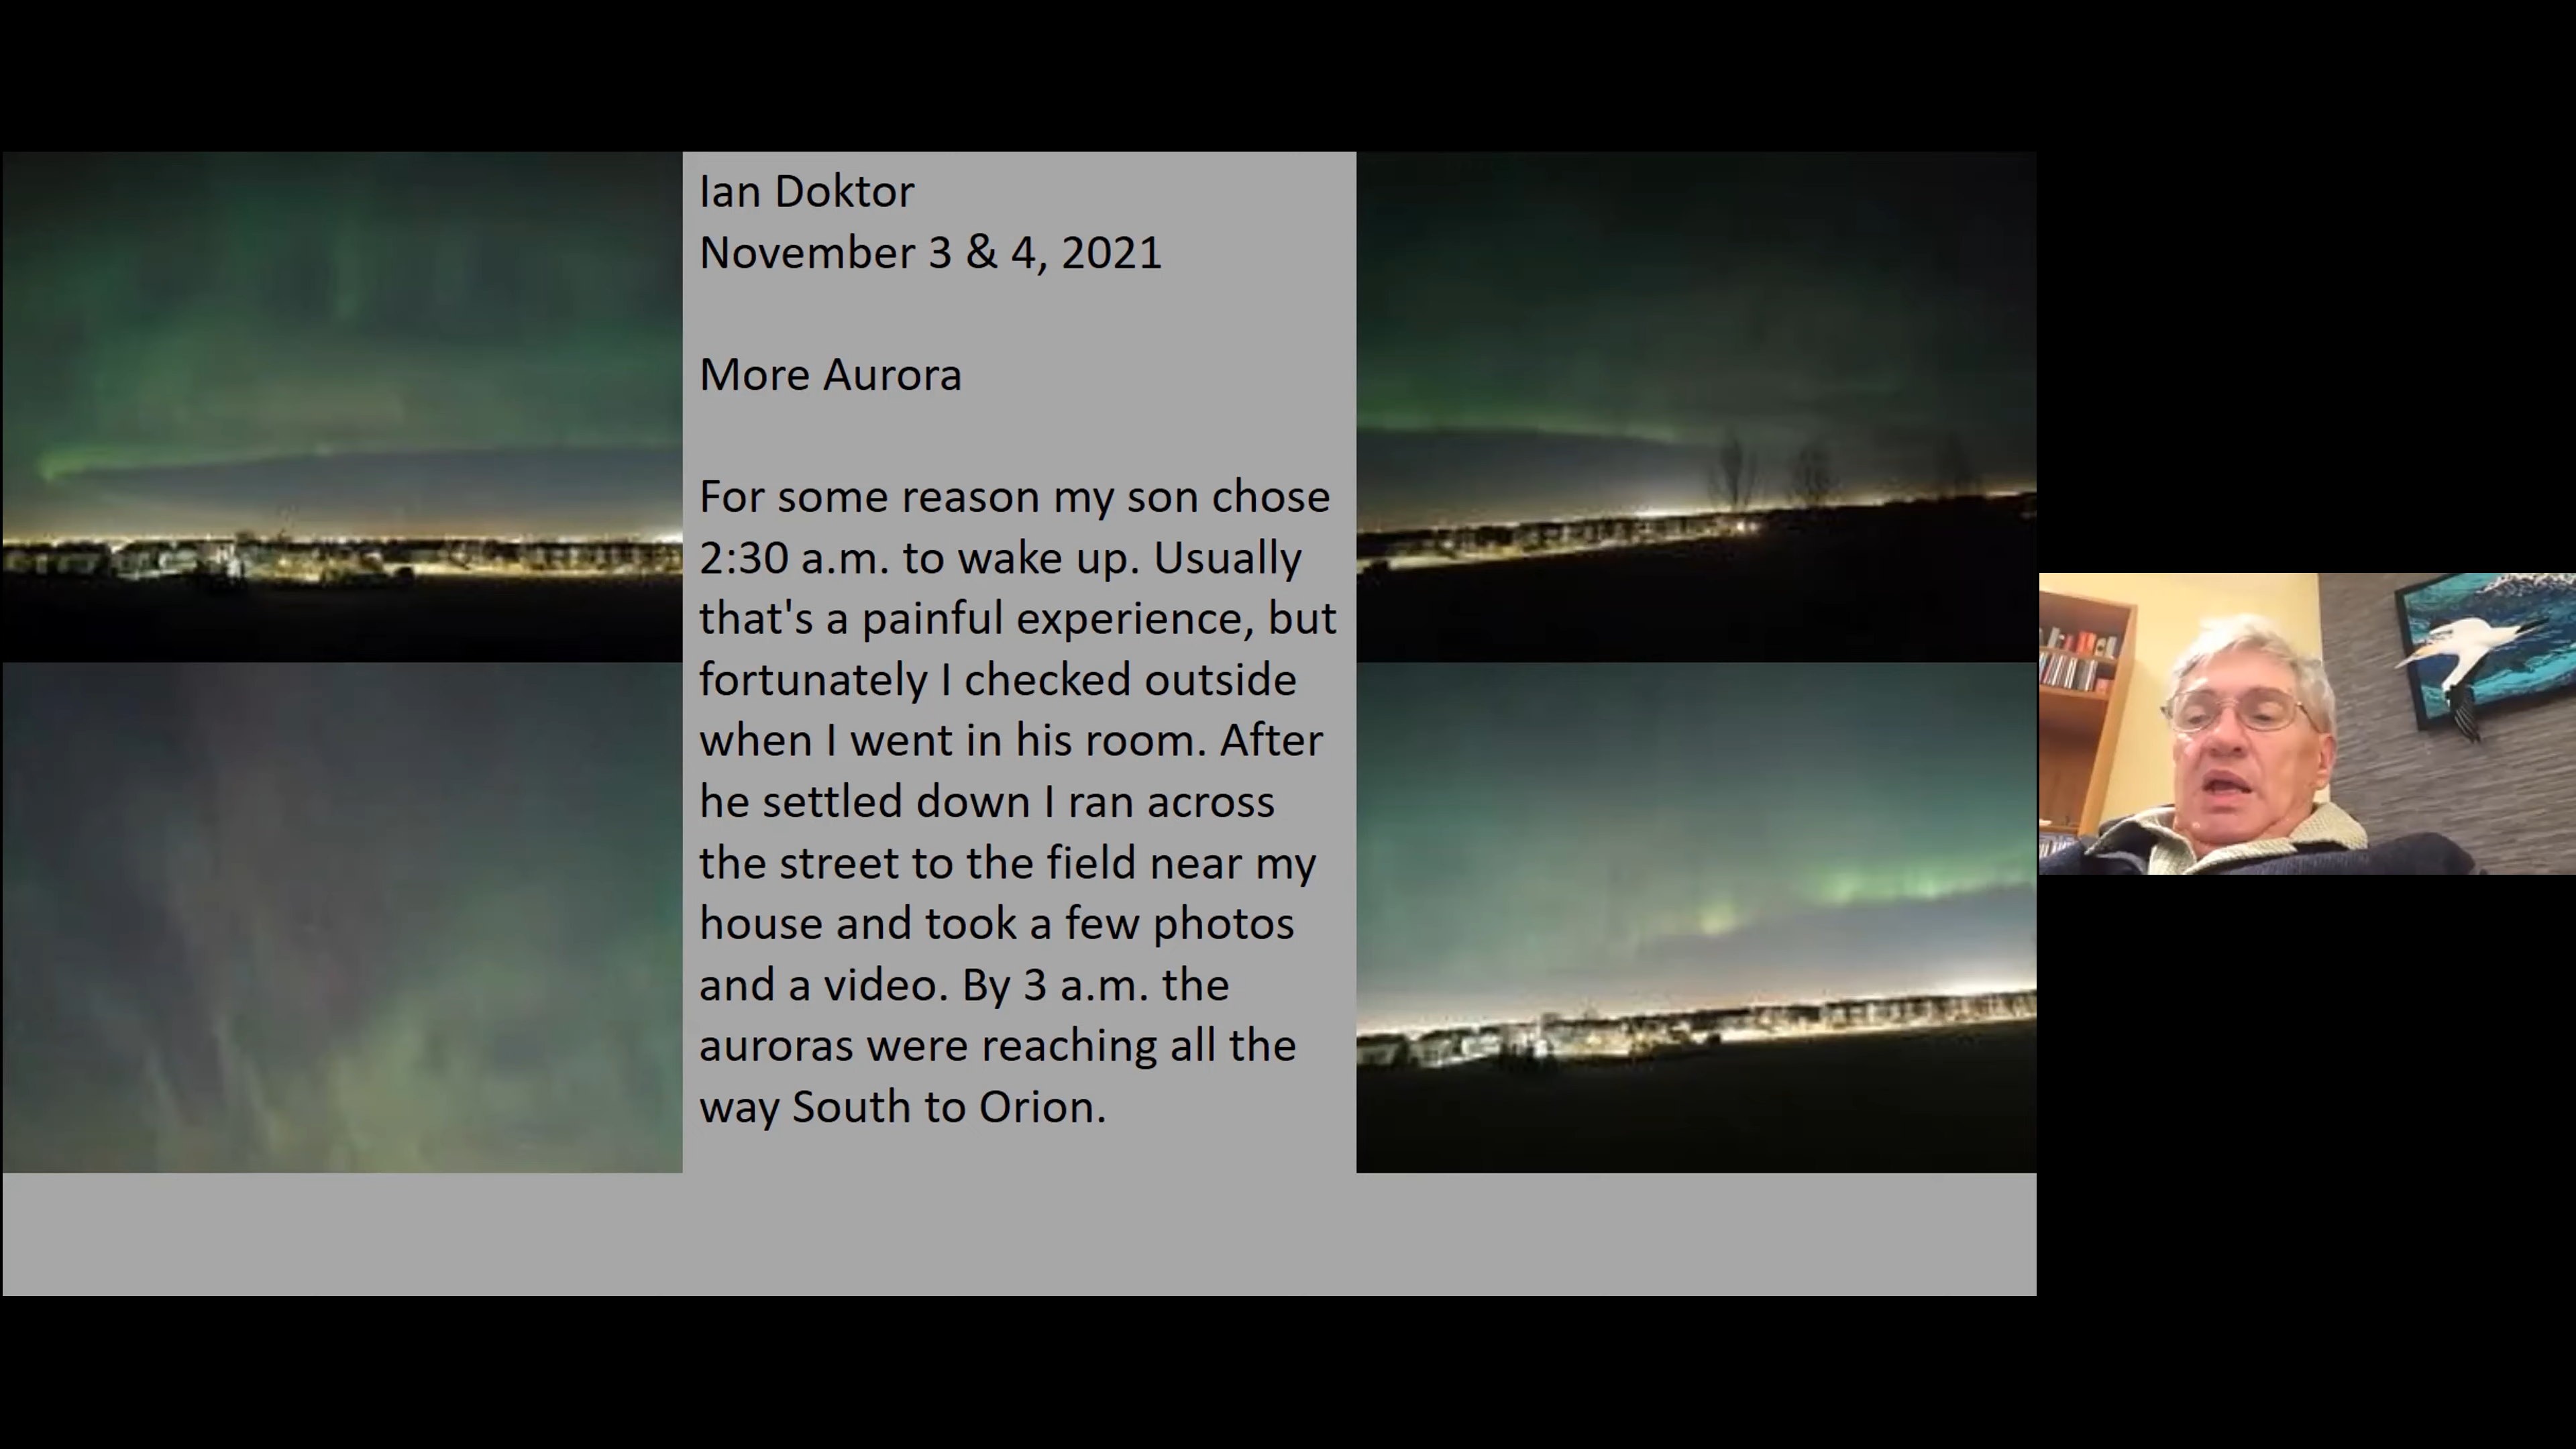 Ian Doktor
November 3 & 4, 2021
More Aurora
For some reason my son chose
2:30 a.m. to wake up. Usually
that's a painful experience, but
fortunately I checked outside
when I went in his room. After
he settled down I ran across
the street to the field near my
house and took a few photos
and a video. By 3 a.m. the
auroras were reaching all the
way South to Orion.